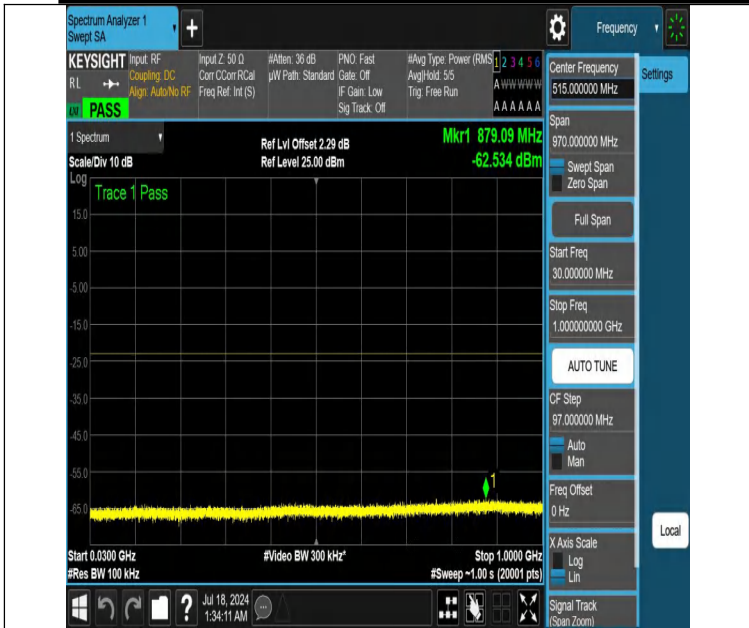 Spectrum Analyzer 1
Swept SA
+
Frequency
KEYSIGHT
Input: RF
Input Z: 50 Ω
#Atten: 36 dB
PNO: Fast
#Avg Type: Power (RMS
1 2 3 4 5 6
RL
Coupling: DC
Corr CCorr RCal
µW Path: Standard
Gate: Off
Avg|Hold: 5/5
A W W W W W
Align: Auto/No RF
Freq Ref: Int (S)
IF Gain: Low
Trig: Free Run
PASS
Sig Track: Off
A A A A A A
1 Spectrum
Ref Lvl Offset 2.29 dB
Mkr1 879.09 MHz
Scale/Div 10 dB
Ref Level 25.00 dBm
-62.534 dBm
Log
Trace 1 Pass
15.0
5.00
-5.00
-15.0
-25.0
-35.0
-45.0
-55.0
-65.0
1
Start 0.0300 GHz
#Video BW 300 kHz*
Stop 1.0000 GHz
#Res BW 100 kHz
#Sweep ~1.00 s (20001 pts)
Jul 18, 2024
1:34:11 AM
?
Center Frequency
515.000000 MHz
Settings
Span
970.000000 MHz
Swept Span
Zero Span
Full Span
Start Freq
30.000000 MHz
Stop Freq
1.000000000 GHz
AUTO TUNE
CF Step
97.000000 MHz
Auto
Man
Freq Offset
0 Hz
Local
X Axis Scale
Log
Lin
Signal Track
(Span Zoom)